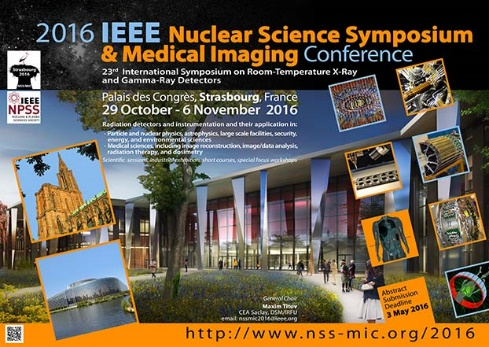 2016 IEEE Nuclear Science Symposium
& Medical Imaging Conference
23rd International Symposium on Room-Temperature X-Ray
and Gamma-Ray Detectors
Strasbourg
2016
IEEE
NPSS
Palais des Congrès, Strasbourg, France
29 October - 6 November 2016
Radiation detectors and instrumentation and their application in:
· Particle and nuclear physics, astrophysics, large scale facilities, security,
energy, and environmental sciences
· Medical sciences, including image reconstruction, image/data analysis,
radiation therapy, and dosimetry
Scientific sessions, industrial exhibition, short courses, special focus workshops
General Chair
Maxim Titov
CEA Saclay, DSM/IRFU
email: nssmic2016@ieee.org
Abstract
Submission
Deadline
3 May 2016
http://www.nss-mic.org/2016